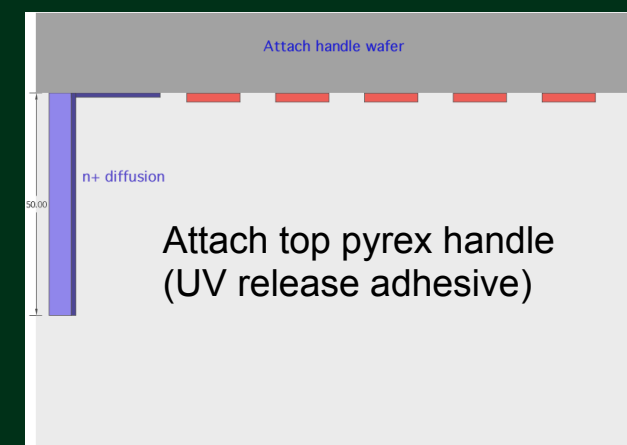 Attach handle wafer
n+ diffusion
50.00
Attach top pyrex handle
(UV release adhesive)